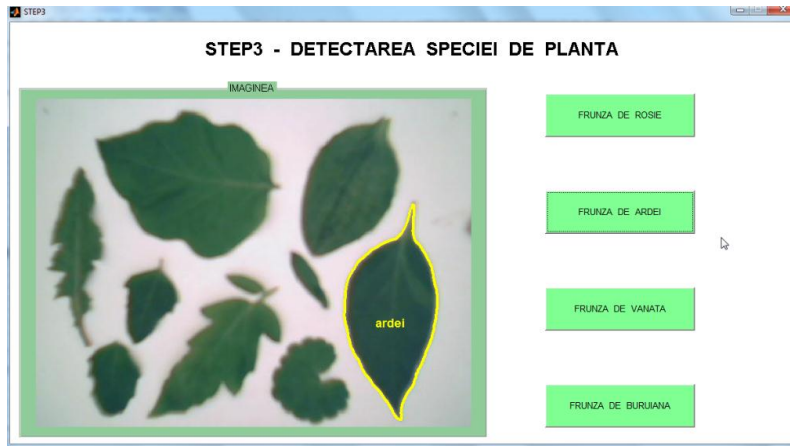 STEP3
STEP3 - DETECTAREA SPECIEI DE PLANTA
IMAGINEA
FRUNZA DE ROSIE
FRUNZA DE ARDEI
ardei
FRUNZA DE VANATA
FRUNZA DE BURUIANA